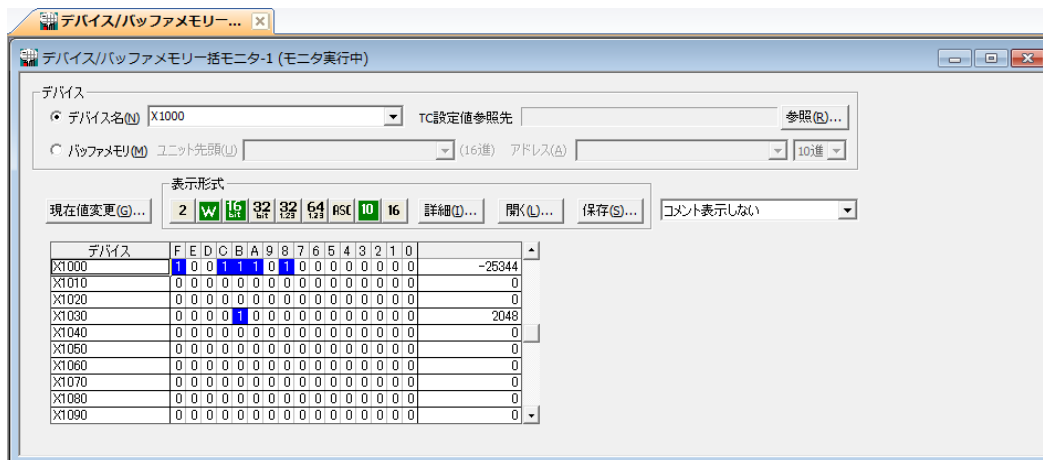 デバイス/バッファメモリー...
デバイス/バッファメモリ一括モニタ-1 (モニタ実行中)
デバイス
デバイス名(N) X1000 TC設定値参照先 参照(R)...
バッファメモリ(M) ユニット先頭(U) (16進) アドレス(A) 10進
表示形式
現在値変更(G)... 2 W 16 bit 32 bit 32 1.23 64 1.23 ASC 10 16 詳細(I)... 開く(L)... 保存(S)... コメント表示しない
デバイス F E D C B A 9 8 7 6 5 4 3 2 1 0
X1000 1 0 0 1 1 1 0 1 0 0 0 0 0 0 0 0 -25344
X1010 0 0 0 0 0 0 0 0 0 0 0 0 0 0 0 0 0
X1020 0 0 0 0 0 0 0 0 0 0 0 0 0 0 0 0 0
X1030 0 0 0 0 1 0 0 0 0 0 0 0 0 0 0 0 2048
X1040 0 0 0 0 0 0 0 0 0 0 0 0 0 0 0 0 0
X1050 0 0 0 0 0 0 0 0 0 0 0 0 0 0 0 0 0
X1060 0 0 0 0 0 0 0 0 0 0 0 0 0 0 0 0 0
X1070 0 0 0 0 0 0 0 0 0 0 0 0 0 0 0 0 0
X1080 0 0 0 0 0 0 0 0 0 0 0 0 0 0 0 0 0
X1090 0 0 0 0 0 0 0 0 0 0 0 0 0 0 0 0 0